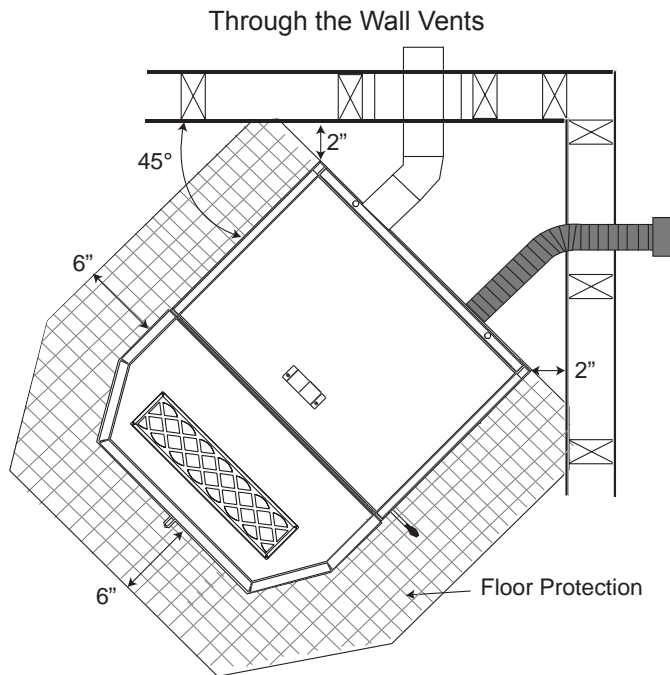 Through the Wall Vents
2”
45°
6”
2”
6”
Floor Protection